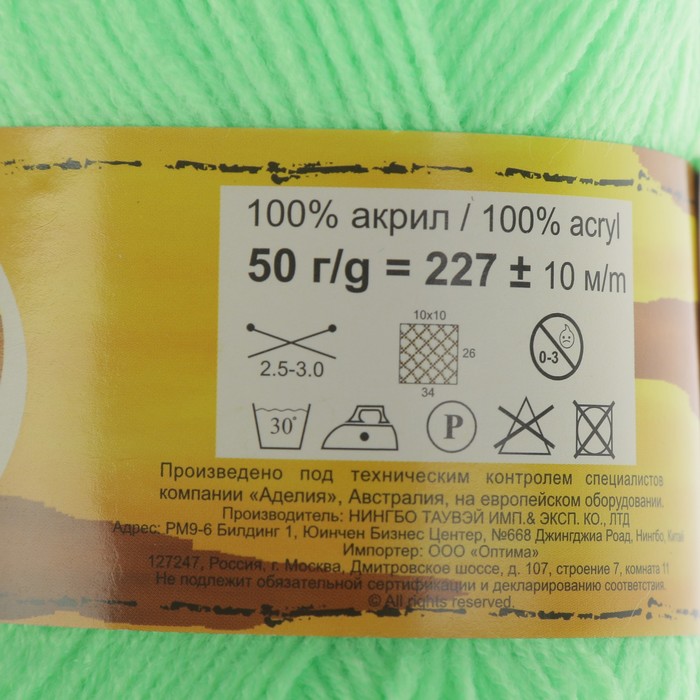 100% акрил / 100% acryl
50 г/g = 227 ± 10 м/m
10x10
26
0-3
2.5-3.0
34
30°
P
Произведено под техническим контролем специалистов
компании «Аделия», Австралия, на европейском оборудовании.
Производитель: НИНГБО ТАУВЭЙ ИМП.& ЭКСП. КО., ЛТД
Адрес: РМ9-6 Билдинг 1, Юинчен Бизнес Центер, №668 Джингджиа Роад, Нингбо, Китай
Импортер: ООО «Оптима»
127247, Россия, г. Москва, Дмитровское шоссе, д. 107, строение 7, комната 11
Не подлежит обязательной сертификации и декларированию соответствия.
© All rights reserved.